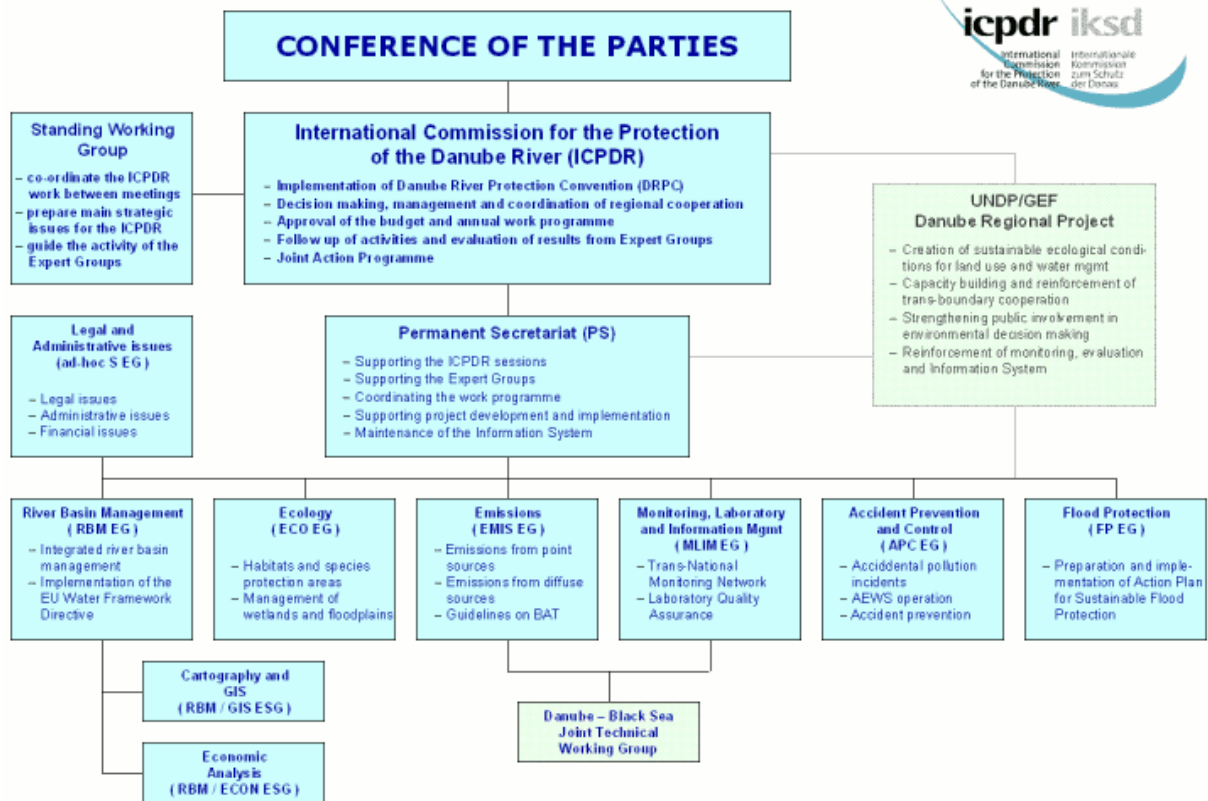 CONFERENCE OF THE PARTIES
icpdr iksd
International
Commission
for the Protection
of the Danube River
Internationale
Kommission
zum Schutz
der Donau
Standing Working
Group
– co-ordinate the ICPDR
work between meetings
– prepare main strategic
issues for the ICPDR
– guide the activity of the
Expert Groups
International Commission for the Protection
of the Danube River (ICPDR)
– Implementation of Danube River Protection Convention (DRPC)
– Decision making, management and coordination of regional cooperation
– Approval of the budget and annual work programme
– Follow up of activities and evaluation of results from Expert Groups
– Joint Action Programme
UNDP/GEF
Danube Regional Project
– Creation of sustainable ecological condi-
tions for land use and water mgmt
– Capacity building and reinforcement of
trans-boundary cooperation
– Strengthening public involvement in
environmental decision making
– Reinforcement of monitoring, evaluation
and Information System
Legal and
Administrative issues
(ad-hoc S EG)
– Legal issues
– Administrative issues
– Financial issues
Permanent Secretariat (PS)
– Supporting the ICPDR sessions
– Supporting the Expert Groups
– Coordinating the work programme
– Supporting project development and implementation
– Maintenance of the Information System
River Basin Management
( RBM EG )
– Integrated river basin
management
– Implementation of the
EU Water Framework
Directive
Ecology
( ECO EG )
– Habitats and species
protection areas
– Management of
wetlands and floodplains
Emissions
( EMIS EG )
– Emissions from point
sources
– Emissions from diffuse
sources
– Guidelines on BAT
Monitoring, Laboratory
and Information Mgmt
( MLIM EG )
– Trans-National
Monitoring Network
– Laboratory Quality
Assurance
Accident Prevention
and Control
( APC EG )
– Acciddental pollution
incidents
– AEWS operation
– Accident prevention
Flood Protection
( FP EG )
– Preparation and imple-
mentation of Action Plan
for Sustainable Flood
Protection
Cartography and
GIS
( RBM / GIS ESG )
Danube – Black Sea
Joint Technical
Working Group
Economic
Analysis
( RBM / ECON ESG )